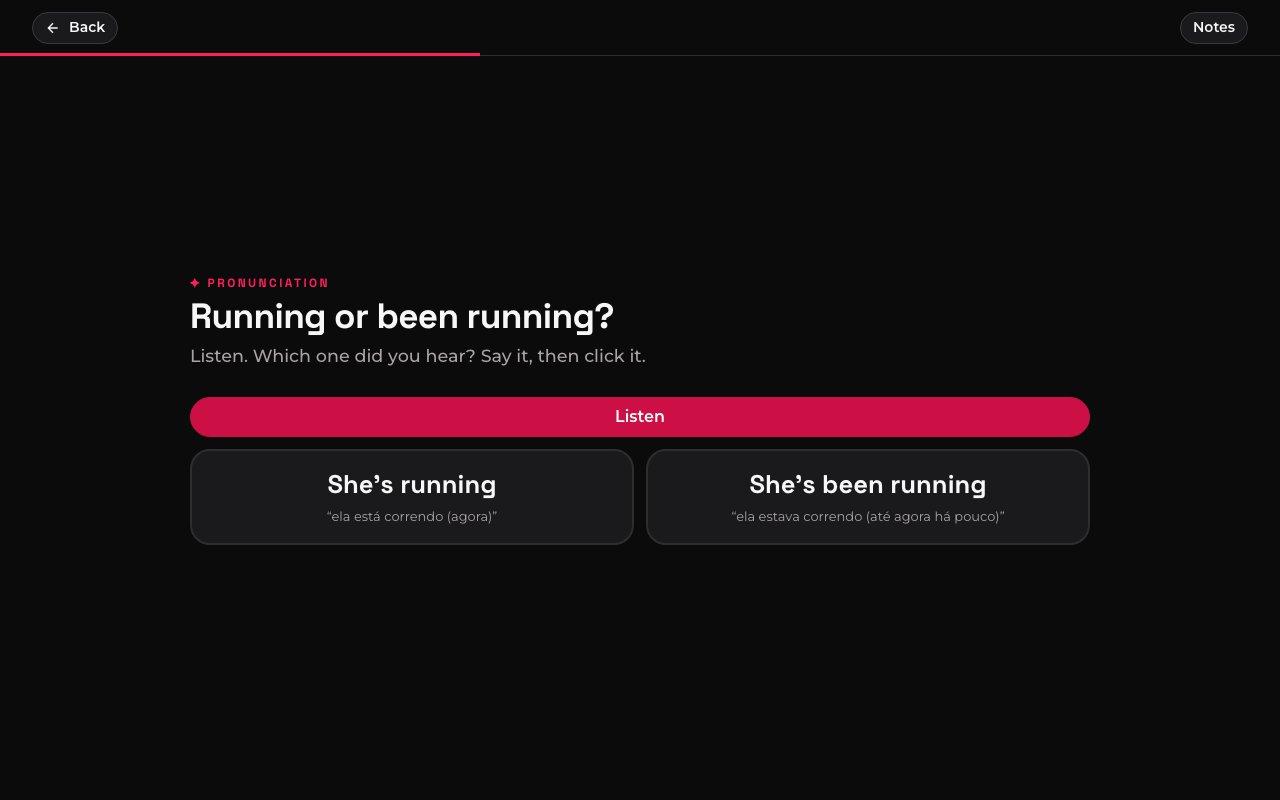 Back
Notes
PRONUNCIATION
Running or been running?
Listen. Which one did you hear? Say it, then click it.
Listen
She’s running
“ela está correndo (agora)”
She’s been running
“ela estava correndo (até agora há pouco)”